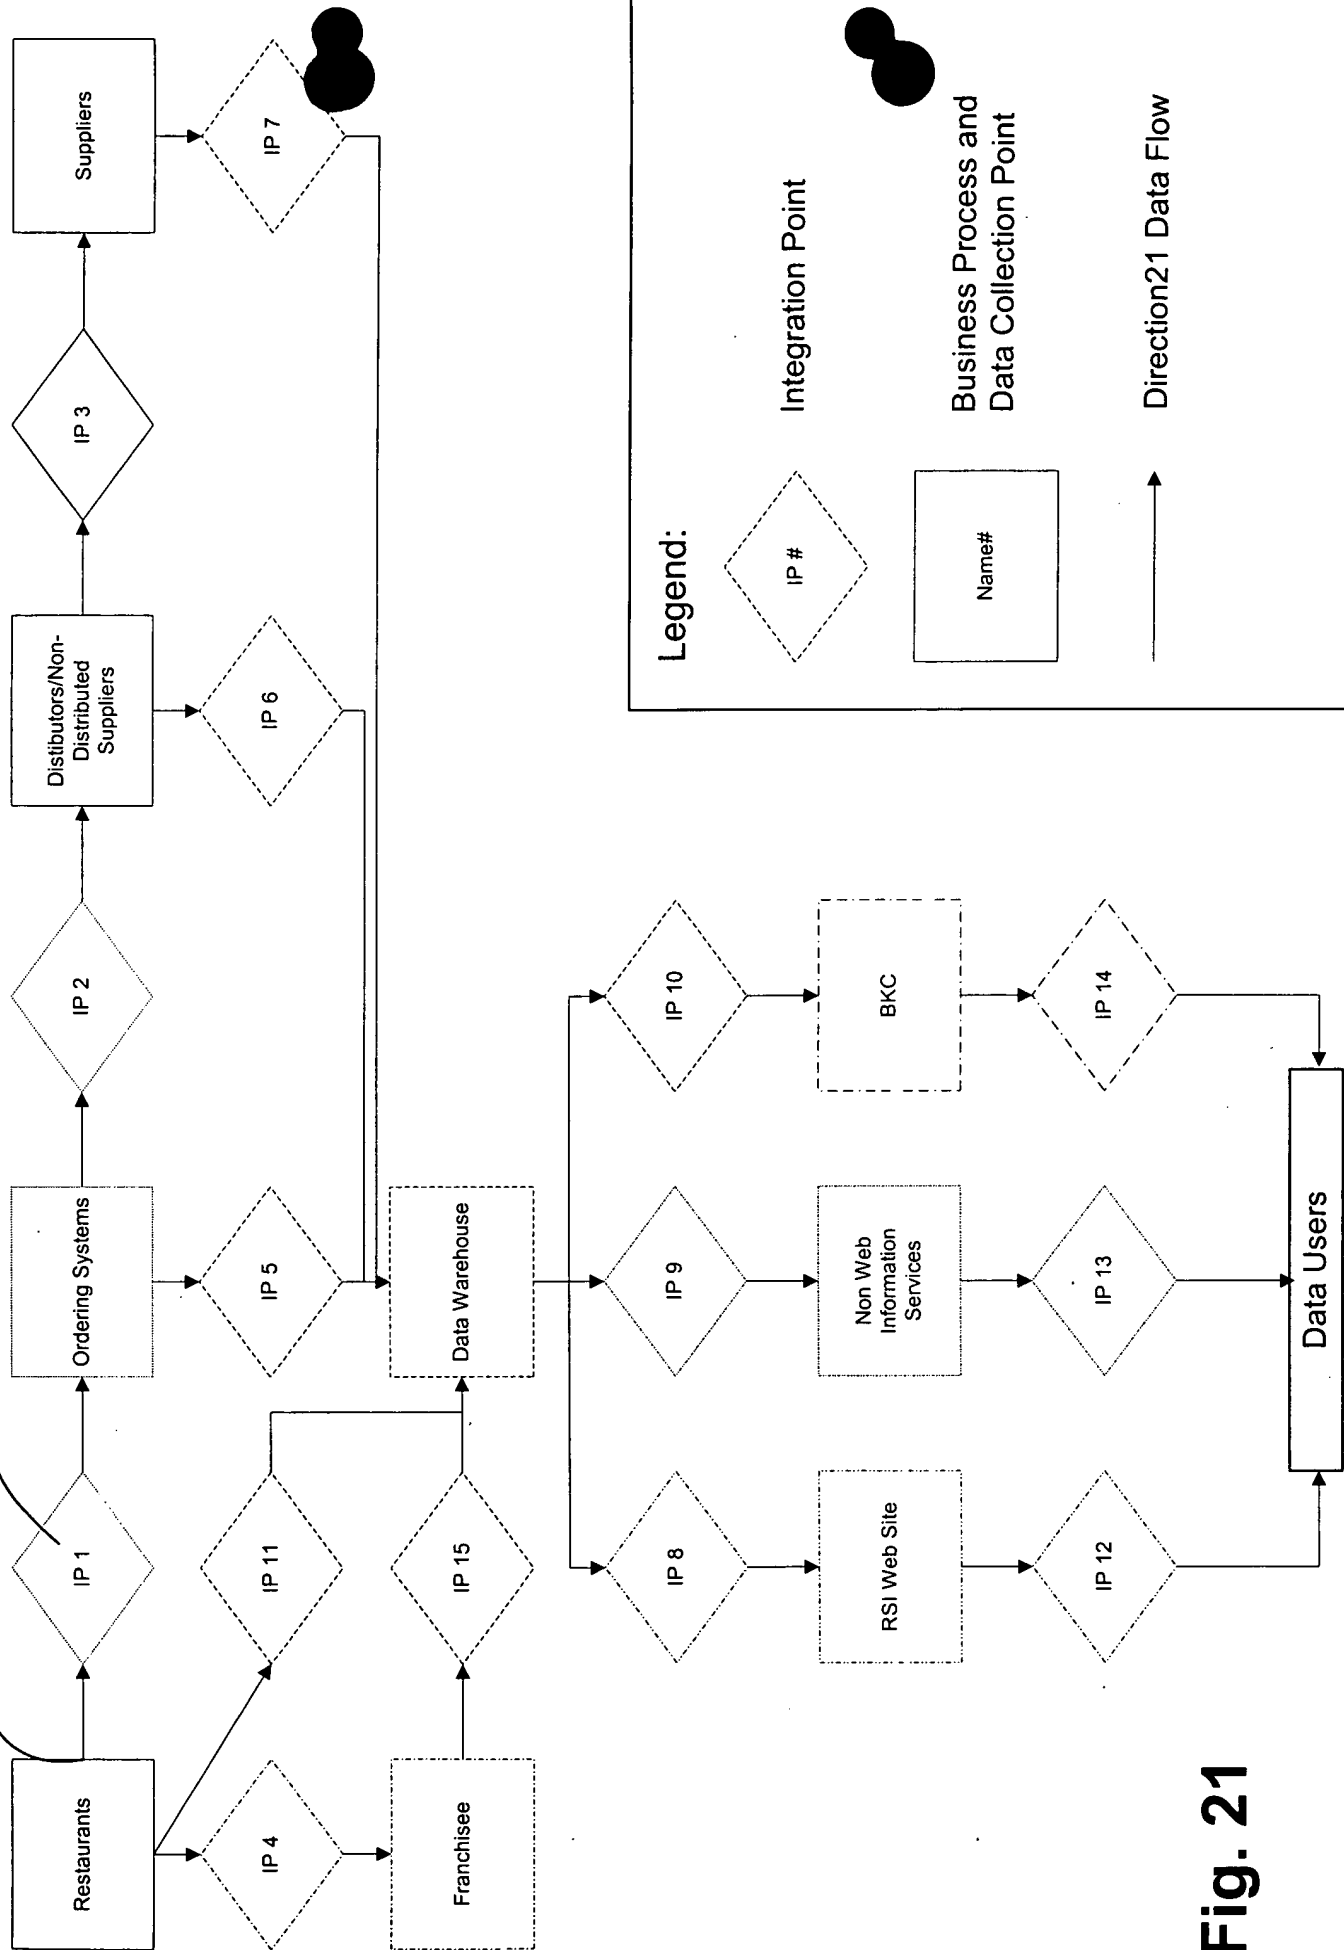 Restaurants
IP 1
Ordering Systems
IP 2
Distibutors/Non-
Distributed
Suppliers
IP 3
Suppliers
IP 4
IP 11
IP 5
IP 6
IP 7
Franchisee
IP 15
Data Warehouse
IP 8
IP 9
IP 10
RSI Web Site
Non Web
Information
Services
BKC
IP 12
IP 13
IP 14
Data Users
Legend:
IP #
Integration Point
Name#
Business Process and
Data Collection Point
Direction21 Data Flow
Fig. 21